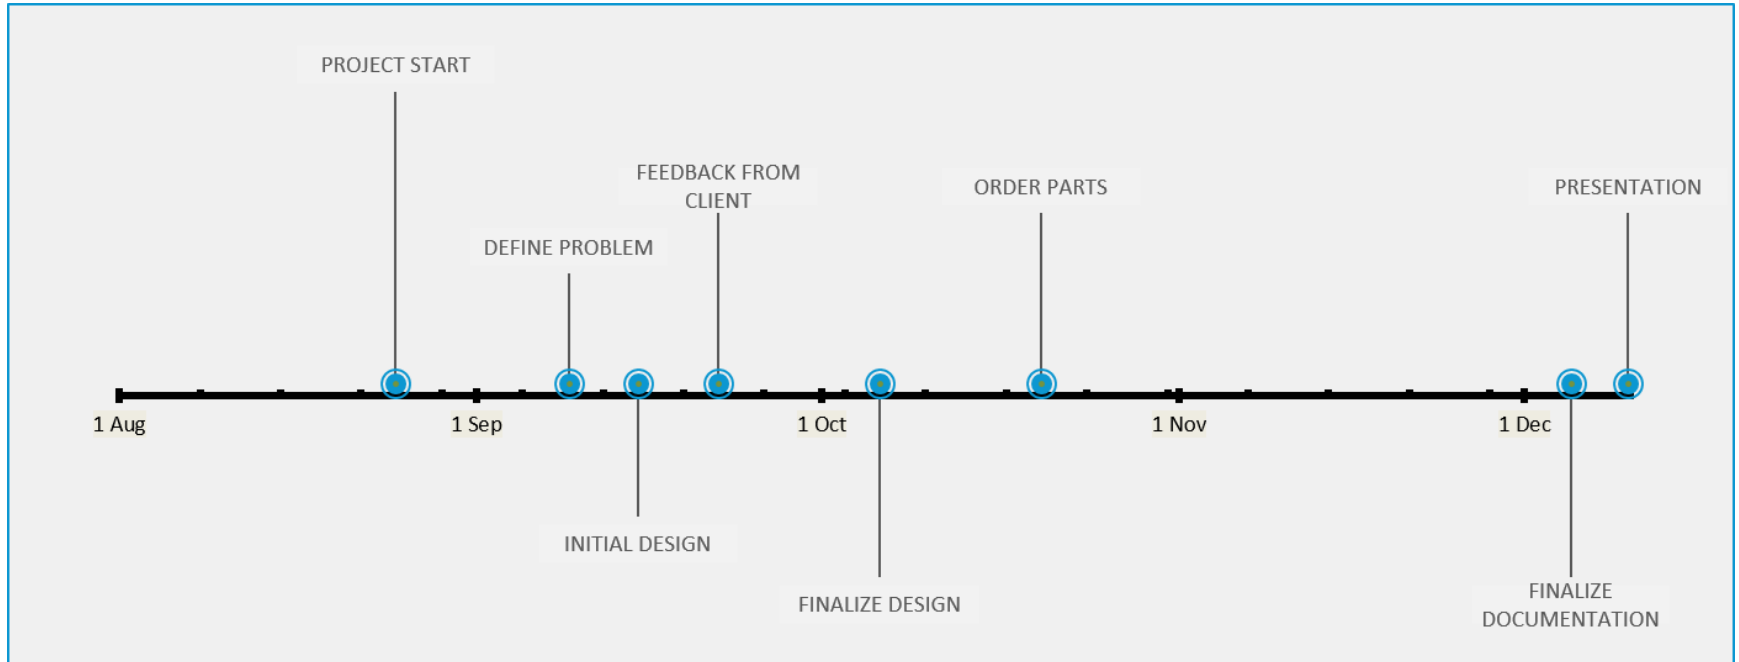 PROJECT START
FEEDBACK FROM
CLIENT
ORDER PARTS
PRESENTATION
DEFINE PROBLEM
1 Aug
1 Sep
1 Oct
1 Nov
1 Dec
INITIAL DESIGN
FINALIZE DESIGN
FINALIZE
DOCUMENTATION